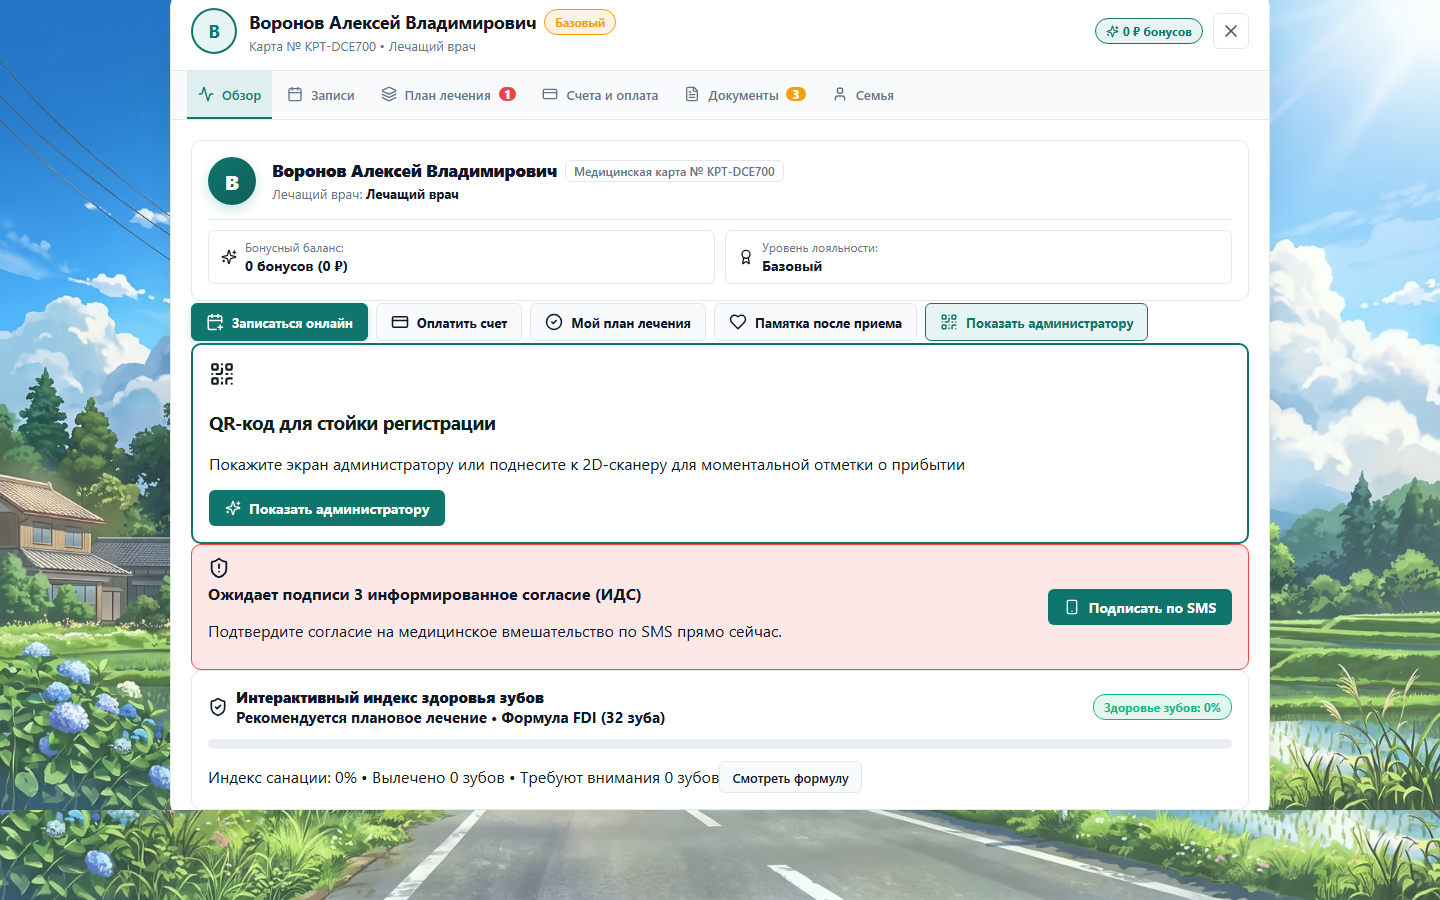 В
Воронов Алексей Владимирович
Базовый
Карта № КРТ-DCE700 • Лечащий врач
0 ₽ бонусов
Обзор
Записи
План лечения 1
Счета и оплата
Документы 3
Семья
В
Воронов Алексей Владимирович
Медицинская карта № КРТ-DCE700
Лечащий врач: Лечащий врач
Бонусный баланс:
0 бонусов (0 ₽)
Уровень лояльности:
Базовый
Записаться онлайн
Оплатить счет
Мой план лечения
Памятка после приема
Показать администратору
QR-код для стойки регистрации
Покажите экран администратору или поднесите к 2D-сканеру для моментальной отметки о прибытии
Показать администратору
Ожидает подписи 3 информированное согласие (ИДС)
Подтвердите согласие на медицинское вмешательство по SMS прямо сейчас.
Подписать по SMS
Интерактивный индекс здоровья зубов
Рекомендуется плановое лечение • Формула FDI (32 зуба)
Здоровье зубов: 0%
Индекс санации: 0% • Вылечено 0 зубов • Требуют внимания 0 зубов
Смотреть формулу